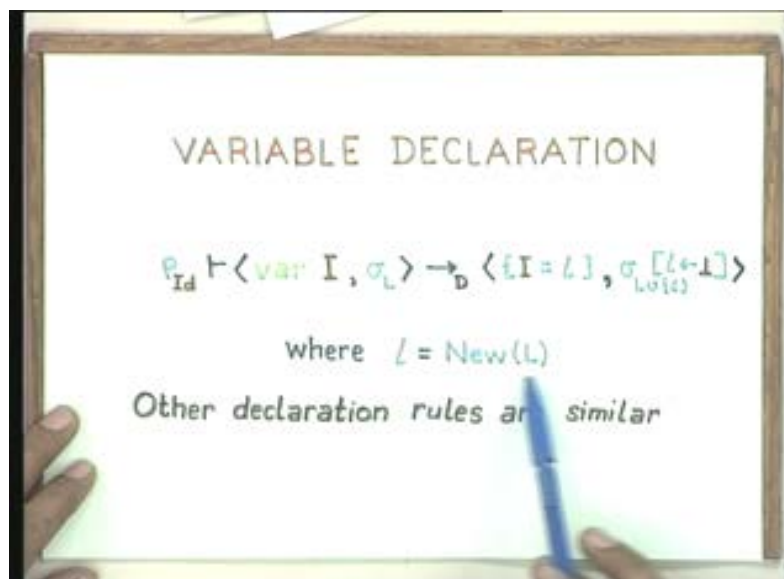 VARIABLE DECLARATION
ρ_Id ⊢ ⟨var I, σ_L⟩ →_D ⟨{I = l}, σ_{L∪{l}}[l←⊥]⟩
where l = New(L)
Other declaration rules are similar